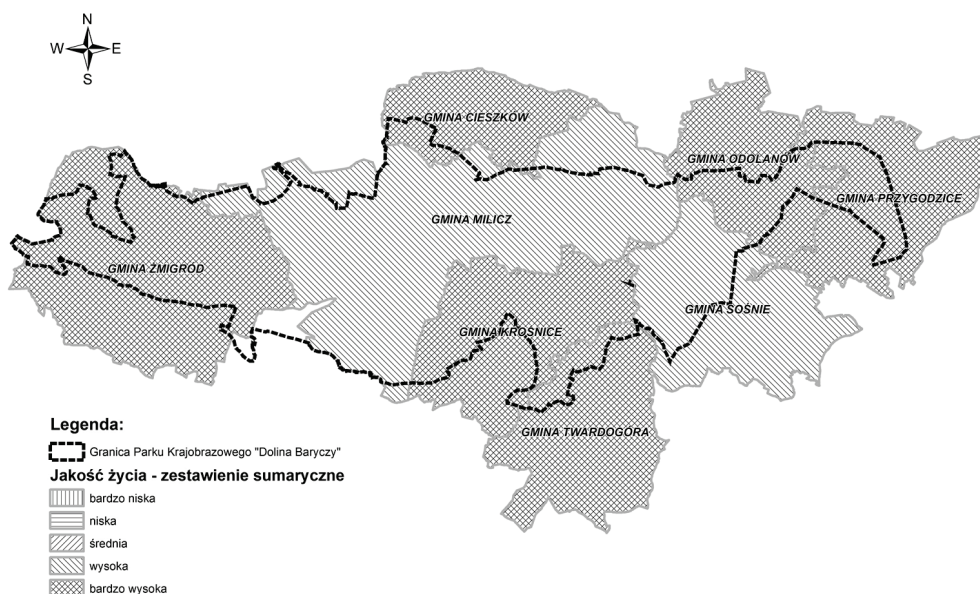 N
W E
S
GMINA CIESZKÓW
GMINA ODOLANÓW
GMINA PRZYGODZICE
GMINA MILICZ
GMINA ŻMIGRÓD
GMINA SOŚNIE
GMINA KROŚNICE
GMINA TWARDOGÓRA
Legenda:
Granica Parku Krajobrazowego "Dolina Baryczy"
Jakość życia - zestawienie sumaryczne
bardzo niska
niska
średnia
wysoka
bardzo wysoka